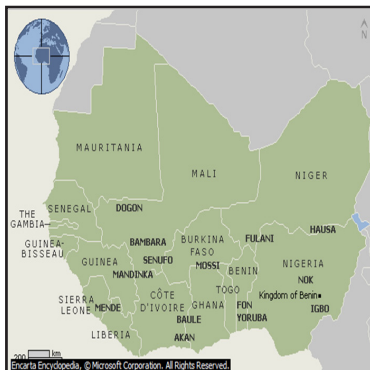 N
MAURITANIA
MALI
NIGER
SENEGAL
DOGON
THE
GAMBIA
GUINEA-
BISSEAU
BAMBARA
BURKINA
FASO
FULANI
HAUSA
GUINEA
SENUFO
MOSSI
NIGERIA
MANDINKA
BENIN
NOK
SIERRA
LEONE
MENDE
CÔTE
D'IVOIRE
GHANA
TOGO
FON
Kingdom of Benin
YORUBA
IGBO
BAULE
LIBERIA
AKAN
200 km
Encarta Encyclopedia, © Microsoft Corporation. All Rights Reserved.